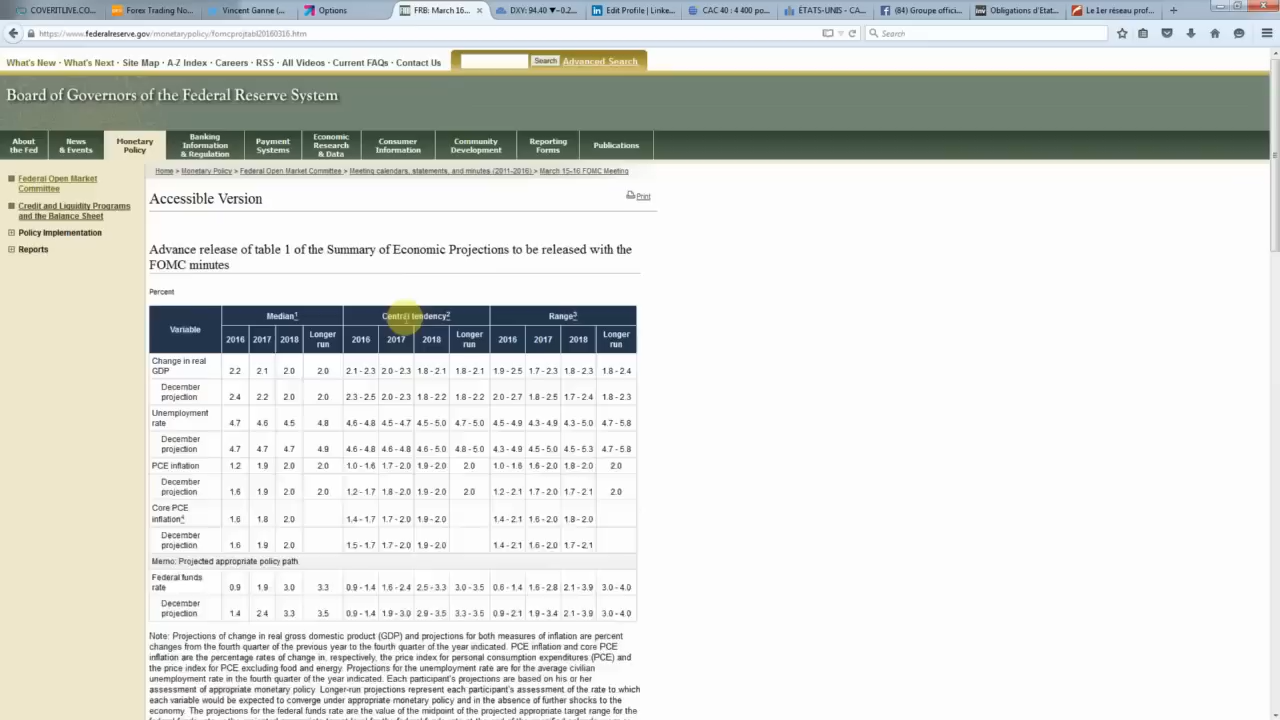 COVERITLIVE.CO...
Forex Trading No...
Vincent Ganne (...
Options
FRB: March 16...
DXY: 94.40 ▼−0.2...
Edit Profile | Linke...
CAC 40 : 4 400 po...
ÉTATS-UNIS - CA...
(84) Groupe offici...
Obligations d'Etat...
Le 1er réseau prof...
https://www.federalreserve.gov/monetarypolicy/fomcprojtabl20160316.htm
Search
What's New · What's Next · Site Map · A-Z Index · Careers · RSS · All Videos · Current FAQs · Contact Us
Search Advanced Search
Board of Governors of the Federal Reserve System
About the Fed
News & Events
Monetary Policy
Banking Information & Regulation
Payment Systems
Economic Research & Data
Consumer Information
Community Development
Reporting Forms
Publications
Home > Monetary Policy > Federal Open Market Committee > Meeting calendars, statements, and minutes (2011-2016) > March 15-16 FOMC Meeting
Federal Open Market
Committee
Credit and Liquidity Programs
and the Balance Sheet
Policy Implementation
Reports
Accessible Version
Print
Advance release of table 1 of the Summary of Economic Projections to be released with the
FOMC minutes
Percent
Variable Median1 Central tendency2 Range3
2016 2017 2018 Longer run 2016 2017 2018 Longer run 2016 2017 2018 Longer run
Change in real GDP 2.2 2.1 2.0 2.0 2.1 - 2.3 2.0 - 2.3 1.8 - 2.1 1.8 - 2.1 1.9 - 2.5 1.7 - 2.3 1.8 - 2.3 1.8 - 2.4
December projection 2.4 2.2 2.0 2.0 2.3 - 2.5 2.0 - 2.3 1.8 - 2.2 1.8 - 2.2 2.0 - 2.7 1.8 - 2.5 1.7 - 2.4 1.8 - 2.3
Unemployment rate 4.7 4.6 4.5 4.8 4.6 - 4.8 4.5 - 4.7 4.5 - 5.0 4.7 - 5.0 4.5 - 4.9 4.3 - 4.9 4.3 - 5.0 4.7 - 5.8
December projection 4.7 4.7 4.7 4.9 4.6 - 4.8 4.6 - 4.8 4.6 - 5.0 4.8 - 5.0 4.3 - 4.9 4.5 - 5.0 4.5 - 5.3 4.7 - 5.8
PCE inflation 1.2 1.9 2.0 2.0 1.0 - 1.6 1.7 - 2.0 1.9 - 2.0 2.0 1.0 - 1.6 1.6 - 2.0 1.8 - 2.0 2.0
December projection 1.6 1.9 2.0 2.0 1.2 - 1.7 1.8 - 2.0 1.9 - 2.0 2.0 1.2 - 2.1 1.7 - 2.0 1.7 - 2.1 2.0
Core PCE inflation4 1.6 1.8 2.0 1.4 - 1.7 1.7 - 2.0 1.9 - 2.0 1.4 - 2.1 1.6 - 2.0 1.8 - 2.0
December projection 1.6 1.9 2.0 1.5 - 1.7 1.7 - 2.0 1.9 - 2.0 1.4 - 2.1 1.6 - 2.0 1.7 - 2.1
Memo: Projected appropriate policy path
Federal funds rate 0.9 1.9 3.0 3.3 0.9 - 1.4 1.6 - 2.4 2.5 - 3.3 3.0 - 3.5 0.6 - 1.4 1.6 - 2.8 2.1 - 3.9 3.0 - 4.0
December projection 1.4 2.4 3.3 3.5 0.9 - 1.4 1.9 - 3.0 2.9 - 3.5 3.3 - 3.5 0.9 - 2.1 1.9 - 3.4 2.1 - 3.9 3.0 - 4.0
Note: Projections of change in real gross domestic product (GDP) and projections for both measures of inflation are percent
changes from the fourth quarter of the previous year to the fourth quarter of the year indicated. PCE inflation and core PCE
inflation are the percentage rates of change in, respectively, the price index for personal consumption expenditures (PCE) and
the price index for PCE excluding food and energy. Projections for the unemployment rate are for the average civilian
unemployment rate in the fourth quarter of the year indicated. Each participant's projections are based on his or her
assessment of appropriate monetary policy. Longer-run projections represent each participant's assessment of the rate to which
each variable would be expected to converge under appropriate monetary policy and in the absence of further shocks to the
economy. The projections for the federal funds rate are the value of the midpoint of the projected appropriate target range for the